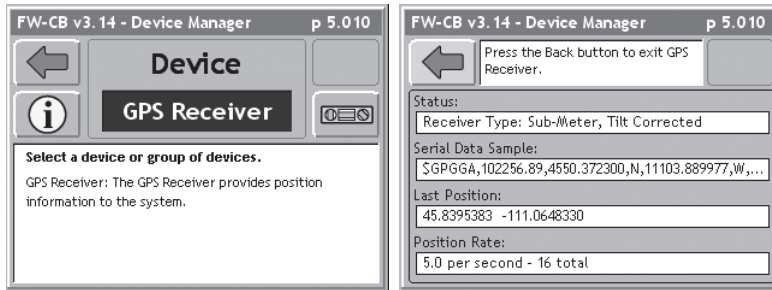 FW-CB v3.14 - Device Manager p 5.010
Device
GPS Receiver
Select a device or group of devices.
GPS Receiver: The GPS Receiver provides position
information to the system.
FW-CB v3.14 - Device Manager p 5.010
Press the Back button to exit GPS
Receiver.
Status:
Receiver Type: Sub-Meter, Tilt Corrected
Serial Data Sample:
$GPGGA,102256.89,4550.372300,N,11103.889977,W,...
Last Position:
45.8395383 -111.0648330
Position Rate:
5.0 per second - 16 total